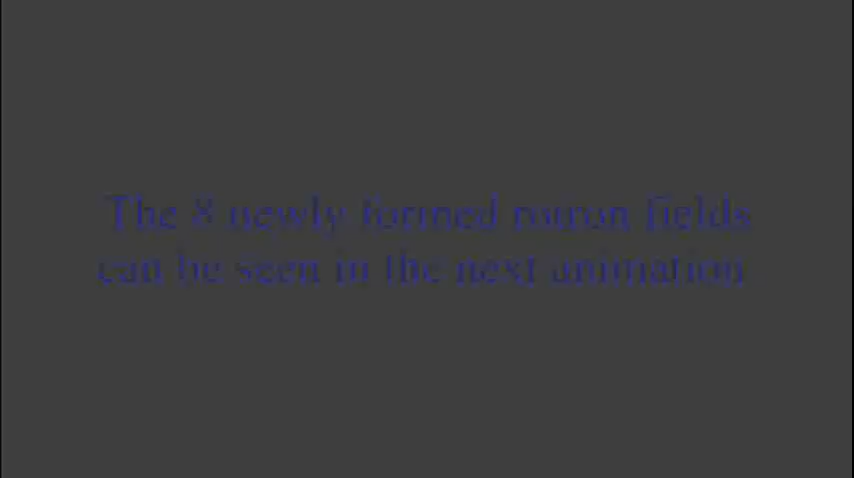 The 8 newly formed rotron fields
can be seen in the next animation